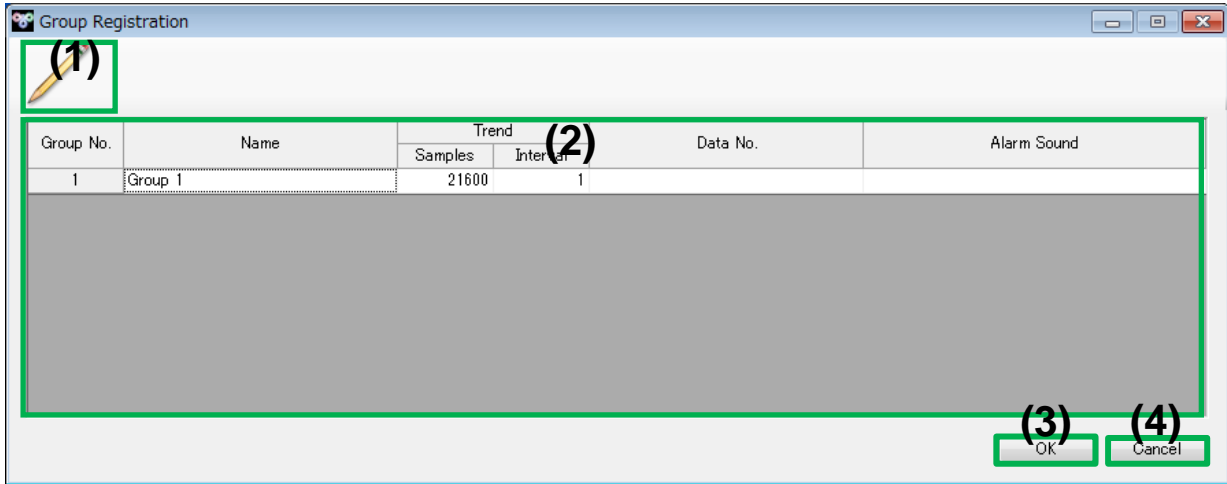 Group Registration
(1)
Group No. Name Trend Data No. Alarm Sound
Samples Interval
(2)
1 Group 1 21600 1
(3) (4)
OK Cancel